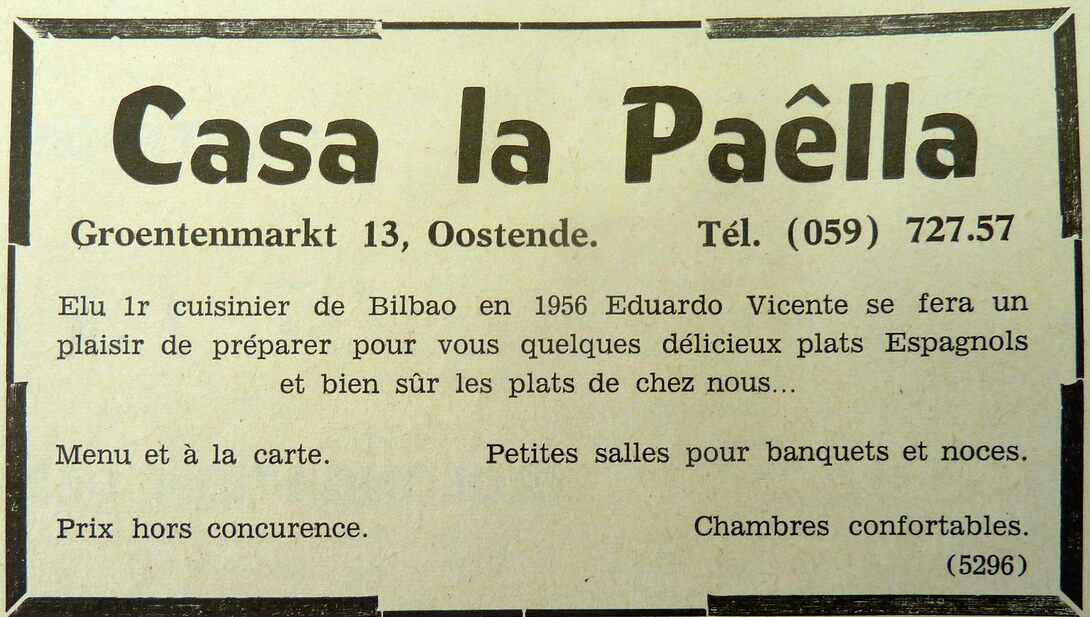 Casa la Paêlla
Groentenmarkt 13, Oostende. Tél. (059) 727.57
Elu 1r cuisinier de Bilbao en 1956 Eduardo Vicente se fera un
plaisir de préparer pour vous quelques délicieux plats Espagnols
et bien sûr les plats de chez nous...
Menu et à la carte. Petites salles pour banquets et noces.
Prix hors concurence. Chambres confortables.
(5296)